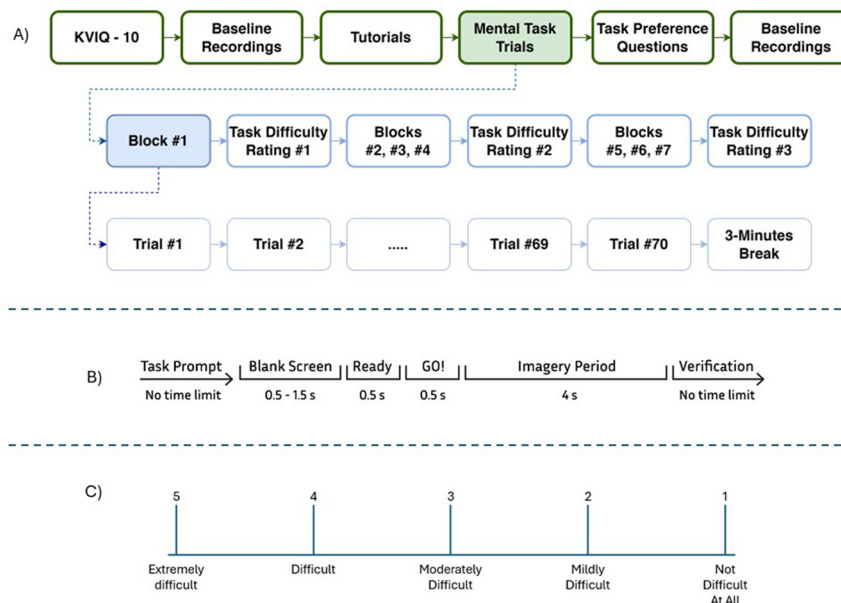 A)
KVIQ - 10
Baseline
Recordings
Tutorials
Mental Task
Trials
Task Preference
Questions
Baseline
Recordings
Block #1
Task Difficulty
Rating #1
Blocks
#2, #3, #4
Task Difficulty
Rating #2
Blocks
#5, #6, #7
Task Difficulty
Rating #3
Trial #1
Trial #2
.....
Trial #69
Trial #70
3-Minutes
Break
B)
Task Prompt
Blank Screen
Ready
GO!
Imagery Period
Verification
No time limit
0.5 - 1.5 s
0.5 s
0.5 s
4 s
No time limit
C)
5
4
3
2
1
Extremely
difficult
Difficult
Moderately
Difficult
Mildly
Difficult
Not
Difficult
At All